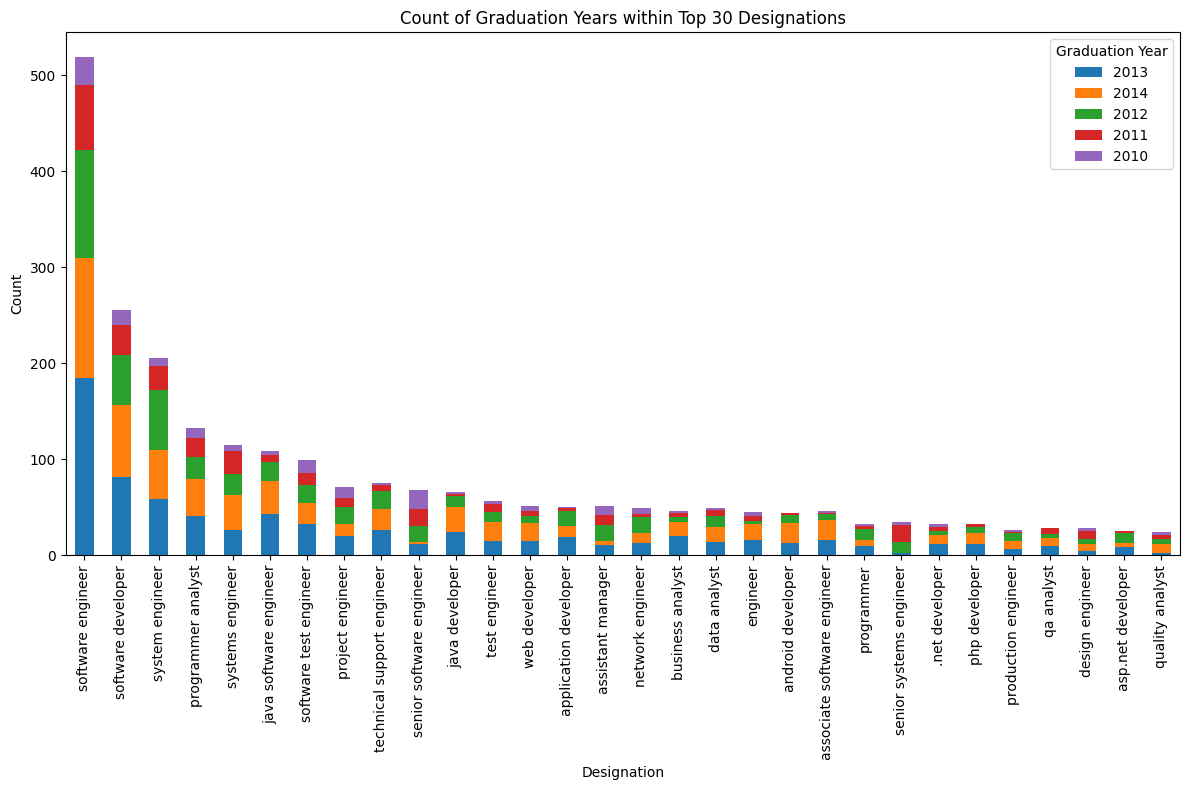 Count of Graduation Years within Top 30 Designations
Graduation Year
2013
2014
2012
2011
2010
Count
500
400
300
200
100
0
software engineer
software developer
system engineer
programmer analyst
systems engineer
java software engineer
software test engineer
project engineer
technical support engineer
senior software engineer
java developer
test engineer
web developer
application developer
assistant manager
network engineer
business analyst
data analyst
engineer
android developer
associate software engineer
programmer
senior systems engineer
.net developer
php developer
production engineer
qa analyst
design engineer
asp.net developer
quality analyst
Designation